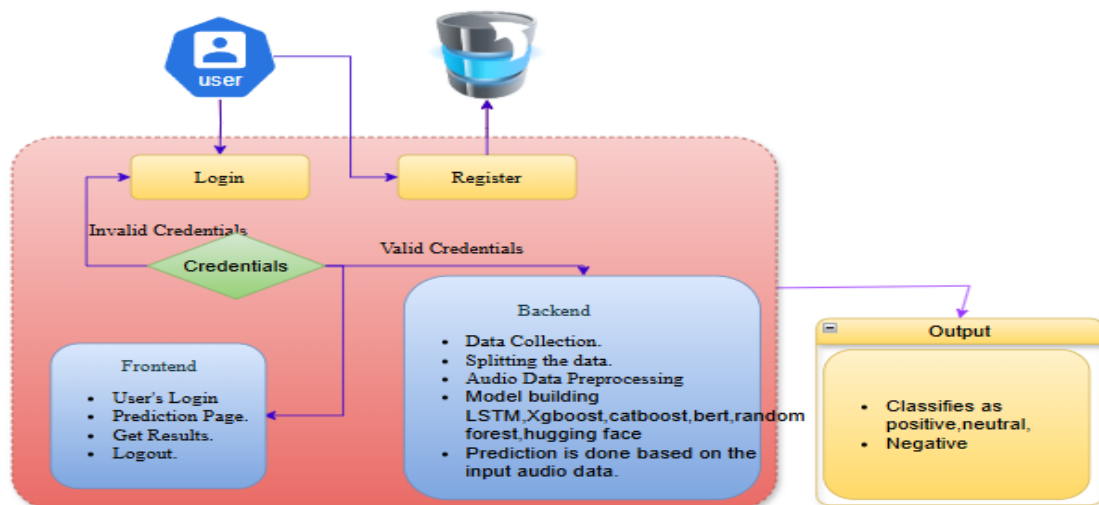 user
Login
Register
Invalid Credentials
Valid Credentials
Credentials
Backend
• Data Collection.
• Splitting the data.
• Audio Data Preprocessing
• Model building
LSTM,Xgboost,catboost,bert,random
forest,hugging face
• Prediction is done based on the
input audio data.
Frontend
• User's Login
• Prediction Page.
• Get Results.
• Logout.
Output
• Classifies as
positive,neutral,
• Negative